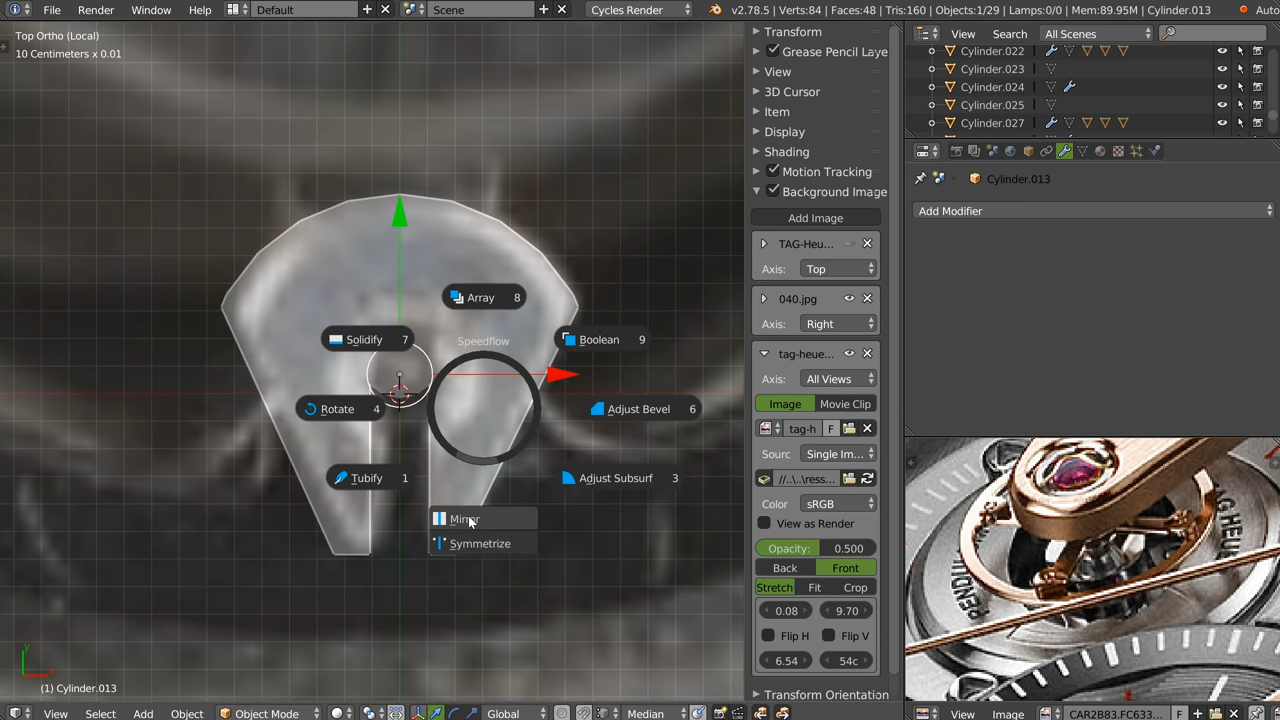 File Render Window Help Default Scene Cycles Render v2.78.5 | Verts:84 | Faces:48 | Tris:160 | Objects:1/29 | Lamps:0/0 | Mem:89.95M | Cylinder.013 Auto
Top Ortho (Local)
10 Centimeters x 0.01
Array 8
Solidify 7
Speedflow
Boolean 9
Rotate 4
Adjust Bevel 6
Tubify 1
Adjust Subsurf 3
Mirror
Symmetrize
(1) Cylinder.013
View Select Add Object Object Mode Global Median
Transform
Grease Pencil Laye
View
3D Cursor
Item
Display
Shading
Motion Tracking
Background Image
Add Image
TAG-Heu...
Axis: Top
040.jpg
Axis: Right
tag-heue...
Axis: All Views
Image Movie Clip
tag-h F
Sourc Single Im...
//..\..\ress...
Color sRGB
View as Render
Opacity: 0.500
Back Front
Stretch Fit Crop
0.08 9.70
Flip H Flip V
6.54 54c
Transform Orientation
View Search All Scenes
Cylinder.022
Cylinder.023
Cylinder.024
Cylinder.025
Cylinder.027
Cylinder.013
Add Modifier
TAG HEU
PENDIN
View Image CAR2B83.FC633... F